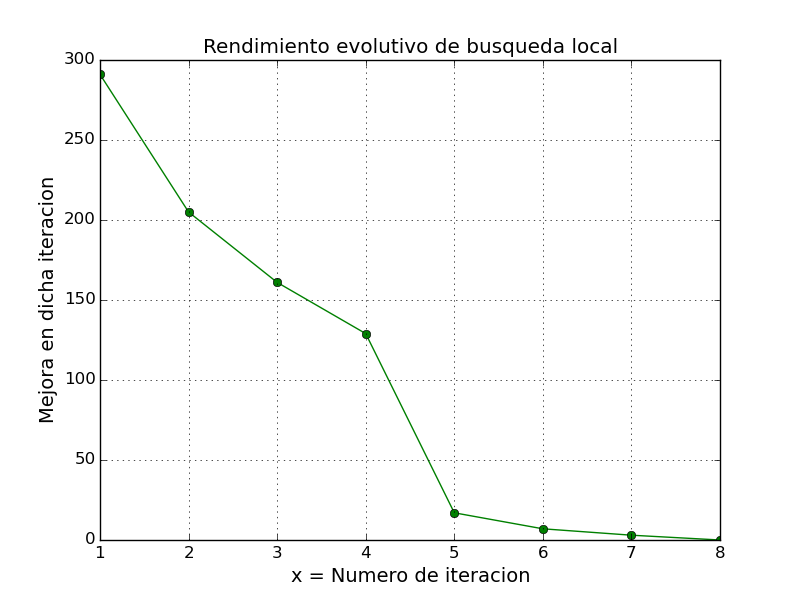 Rendimiento evolutivo de busqueda local
300
250
200
150
100
50
0
Mejora en dicha iteracion
1 2 3 4 5 6 7 8
x = Numero de iteracion